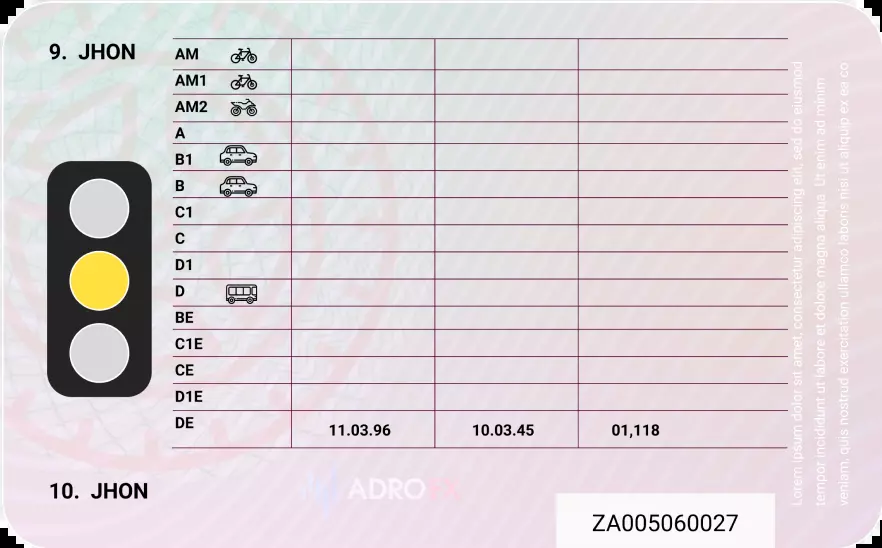 9. JHON
AM
AM1
AM2
A
B1
B
C1
C
D1
D
BE
C1E
CE
D1E
DE 11.03.96 10.03.45 01,118
10. JHON
ADROFX
ZA005060027
Lorem ipsum dolor sit amet, consectetur adipiscing elit, sed do eiusmod
tempor incididunt ut labore et dolore magna aliqua. Ut enim ad minim
veniam, quis nostrud exercitation ullamco laboris nisi ut aliquip ex ea co